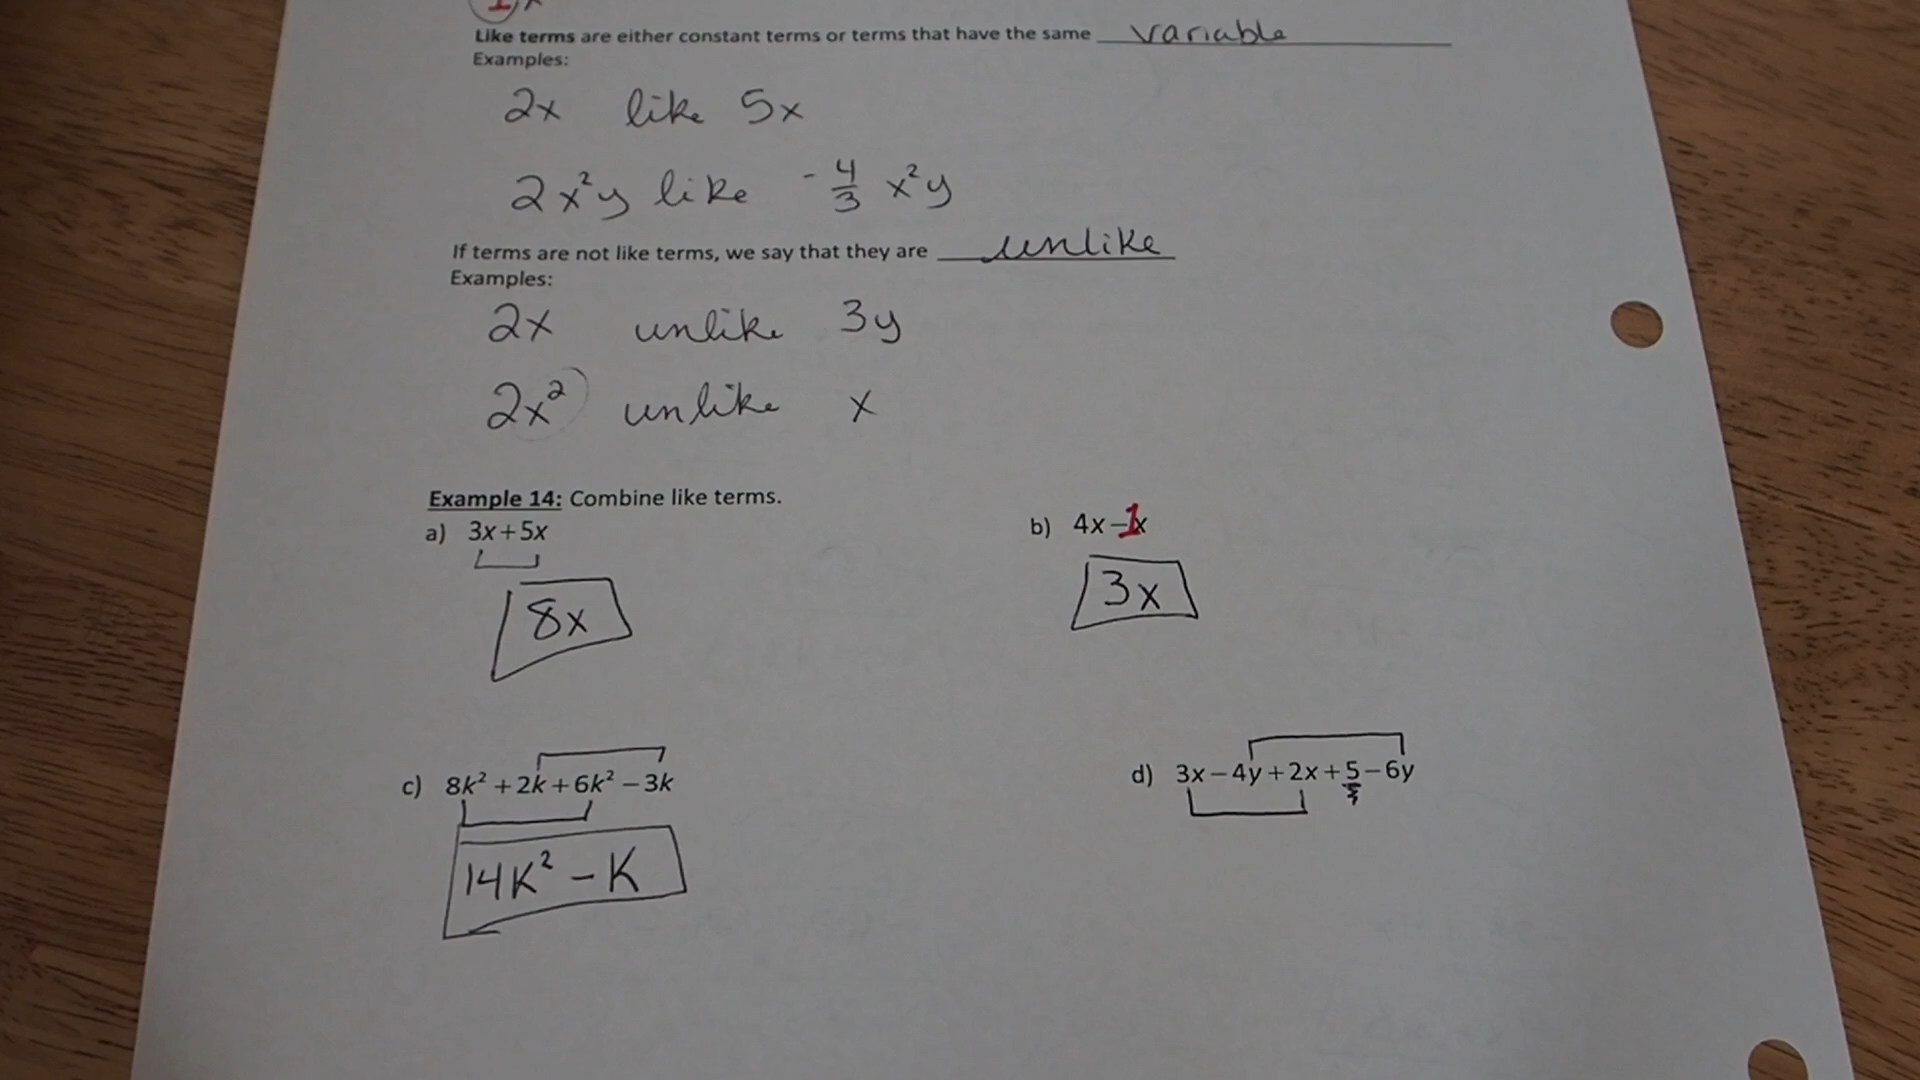 Like terms are either constant terms or terms that have the same variable
Examples:
2x like 5x
2x²y like -4/3 x²y
If terms are not like terms, we say that they are unlike
Examples:
2x unlike 3y
2x² unlike x
Example 14: Combine like terms.
a) 3x+5x
8x
b) 4x-1x
3x
c) 8k²+2k+6k²-3k
14K²-K
d) 3x-4y+2x+5-6y